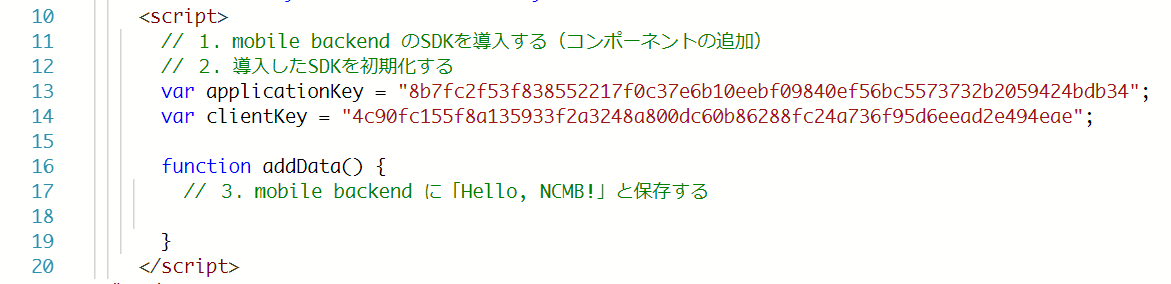 10 <script>
11 // 1. mobile backend のSDKを導入する（コンポーネントの追加）
12 // 2. 導入したSDKを初期化する
13 var applicationKey = "8b7fc2f53f838552217f0c37e6b10eebf09840ef56bc5573732b2059424bdb34";
14 var clientKey = "4c90fc155f8a135933f2a3248a800dc60b86288fc24a736f95d6eead2e494eae";
15
16 function addData() {
17 // 3. mobile backend に「Hello, NCMB!」と保存する
18
19 }
20 </script>